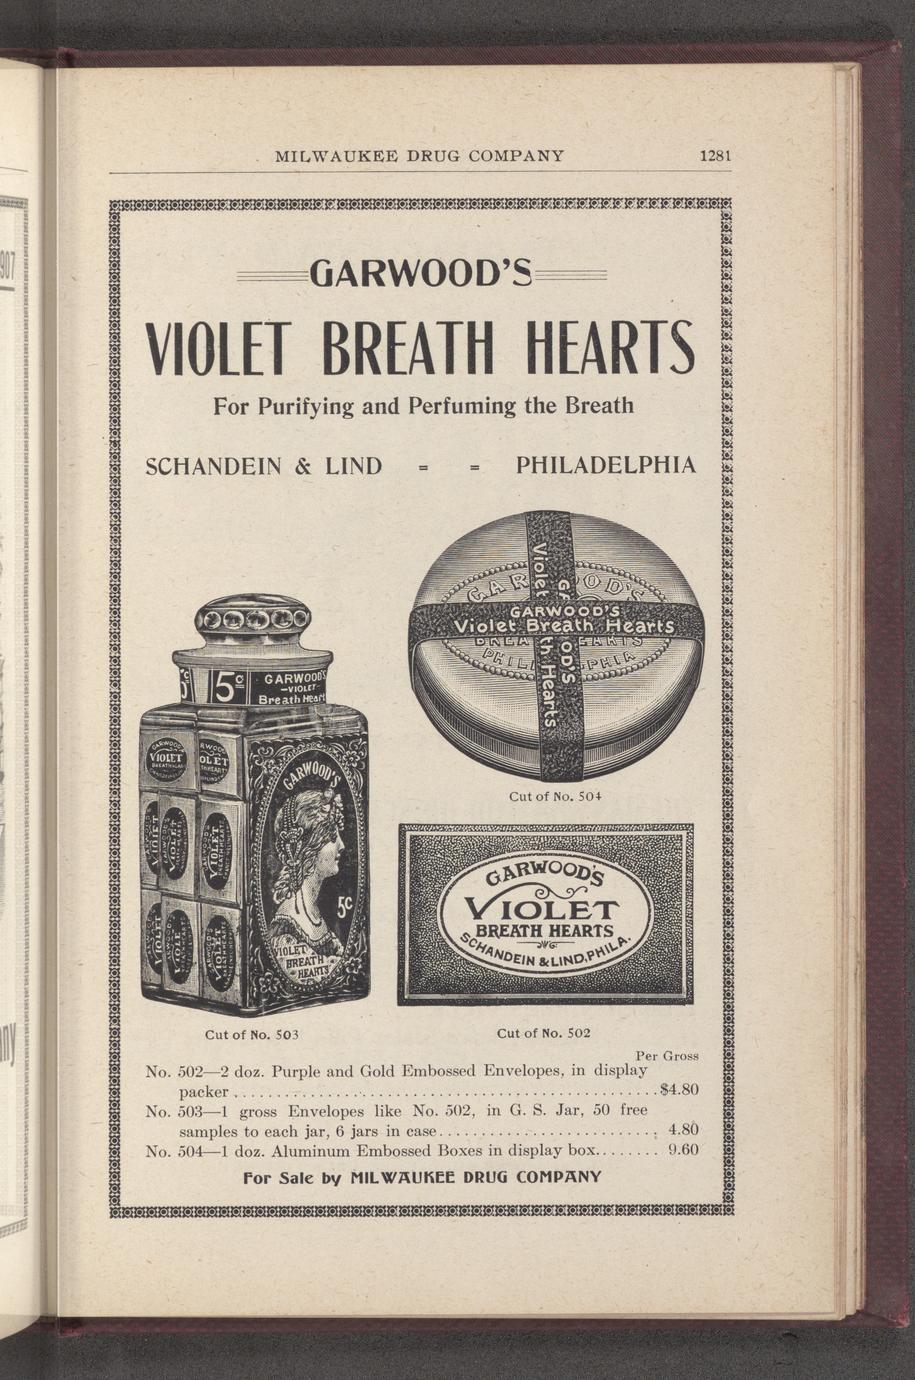 MILWAUKEE DRUG COMPANY 1281
GARWOOD'S
VIOLET BREATH HEARTS
For Purifying and Perfuming the Breath
SCHANDEIN & LIND = = PHILADELPHIA
GARWOOD'S
Violet Breath Hearts
5c
GARWOOD'S
-VIOLET-
Breath Heart
GARWOOD'S
5c
VIOLET
BREATH
HEARTS
Cut of No. 504
GARWOOD'S
VIOLET
BREATH HEARTS
SCHANDEIN & LIND, PHILA.
Cut of No. 503
Cut of No. 502
Per Gross
No. 502—2 doz. Purple and Gold Embossed Envelopes, in display
packer ........ $4.80
No. 503—1 gross Envelopes like No. 502, in G. S. Jar, 50 free
samples to each jar, 6 jars in case........ 4.80
No. 504—1 doz. Aluminum Embossed Boxes in display box........ 9.60
For Sale by MILWAUKEE DRUG COMPANY
907